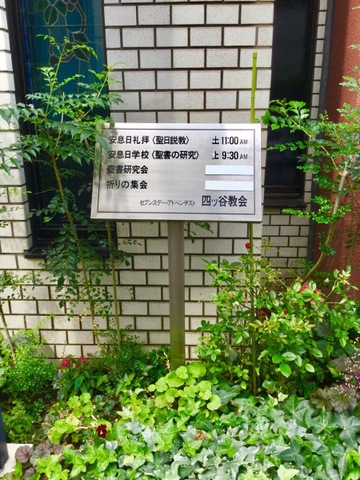 安息日礼拝〈聖日説教〉 土 11:00 AM
安息日学校〈聖書の研究〉 土 9:30 AM
聖書研究会
祈りの集会
セブンスデー・アドベンチスト 四ッ谷教会